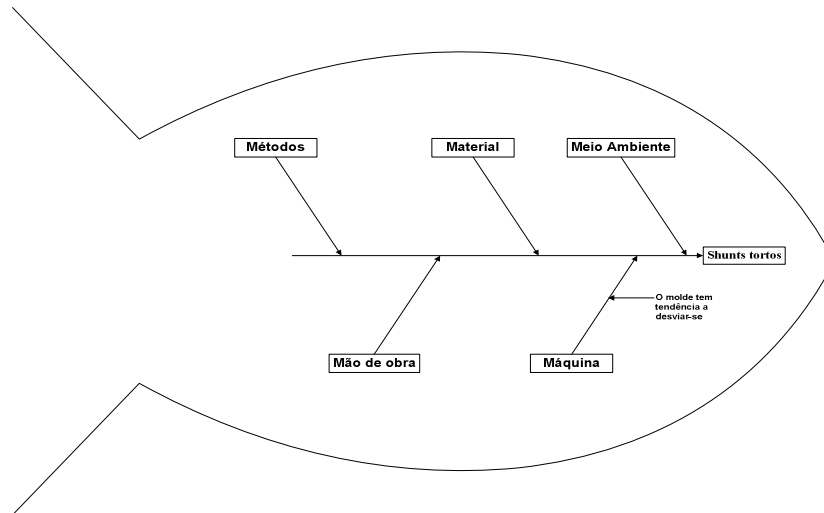 Métodos
Material
Meio Ambiente
Shunts tortos
O molde tem
tendência a
desviar-se
Mão de obra
Máquina